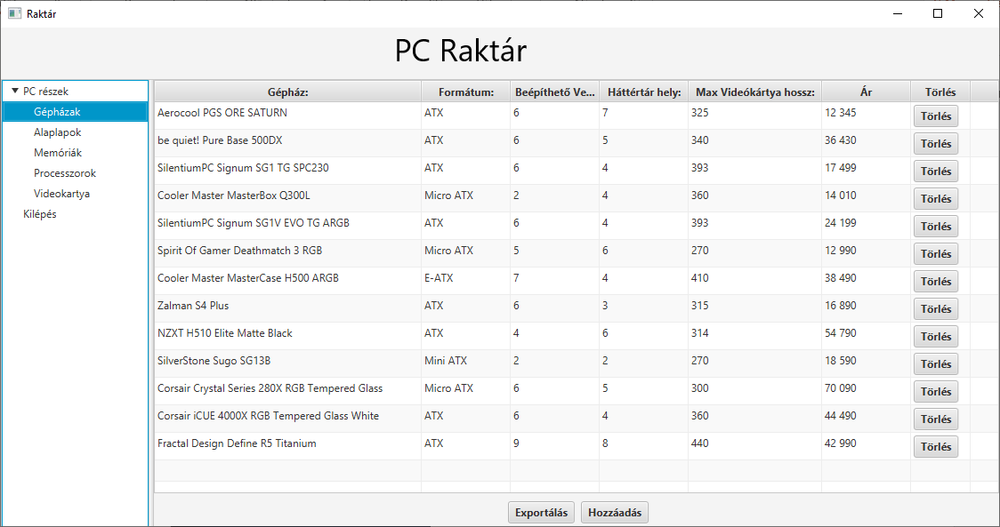 Raktár
PC Raktár
PC részek
Gépházak
Alaplapok
Memóriák
Processzorok
Videokartya
Kilépés
Gépház: Formátum: Beépíthető Ve... Háttértár hely: Max Videókártya hossz: Ár Törlés
Aerocool PGS ORE SATURN ATX 6 7 325 12 345 Törlés
be quiet! Pure Base 500DX ATX 6 5 340 36 430 Törlés
SilentiumPC Signum SG1 TG SPC230 ATX 6 4 393 17 499 Törlés
Cooler Master MasterBox Q300L Micro ATX 2 4 360 14 010 Törlés
SilentiumPC Signum SG1V EVO TG ARGB ATX 6 4 393 24 199 Törlés
Spirit Of Gamer Deathmatch 3 RGB Micro ATX 5 6 270 12 990 Törlés
Cooler Master MasterCase H500 ARGB E-ATX 7 4 410 38 490 Törlés
Zalman S4 Plus ATX 6 3 315 16 890 Törlés
NZXT H510 Elite Matte Black ATX 4 6 314 54 790 Törlés
SilverStone Sugo SG13B Mini ATX 2 2 270 18 590 Törlés
Corsair Crystal Series 280X RGB Tempered Glass Micro ATX 6 5 300 70 090 Törlés
Corsair iCUE 4000X RGB Tempered Glass White ATX 6 4 360 44 490 Törlés
Fractal Design Define R5 Titanium ATX 9 8 440 42 990 Törlés
Exportálás Hozzáadás